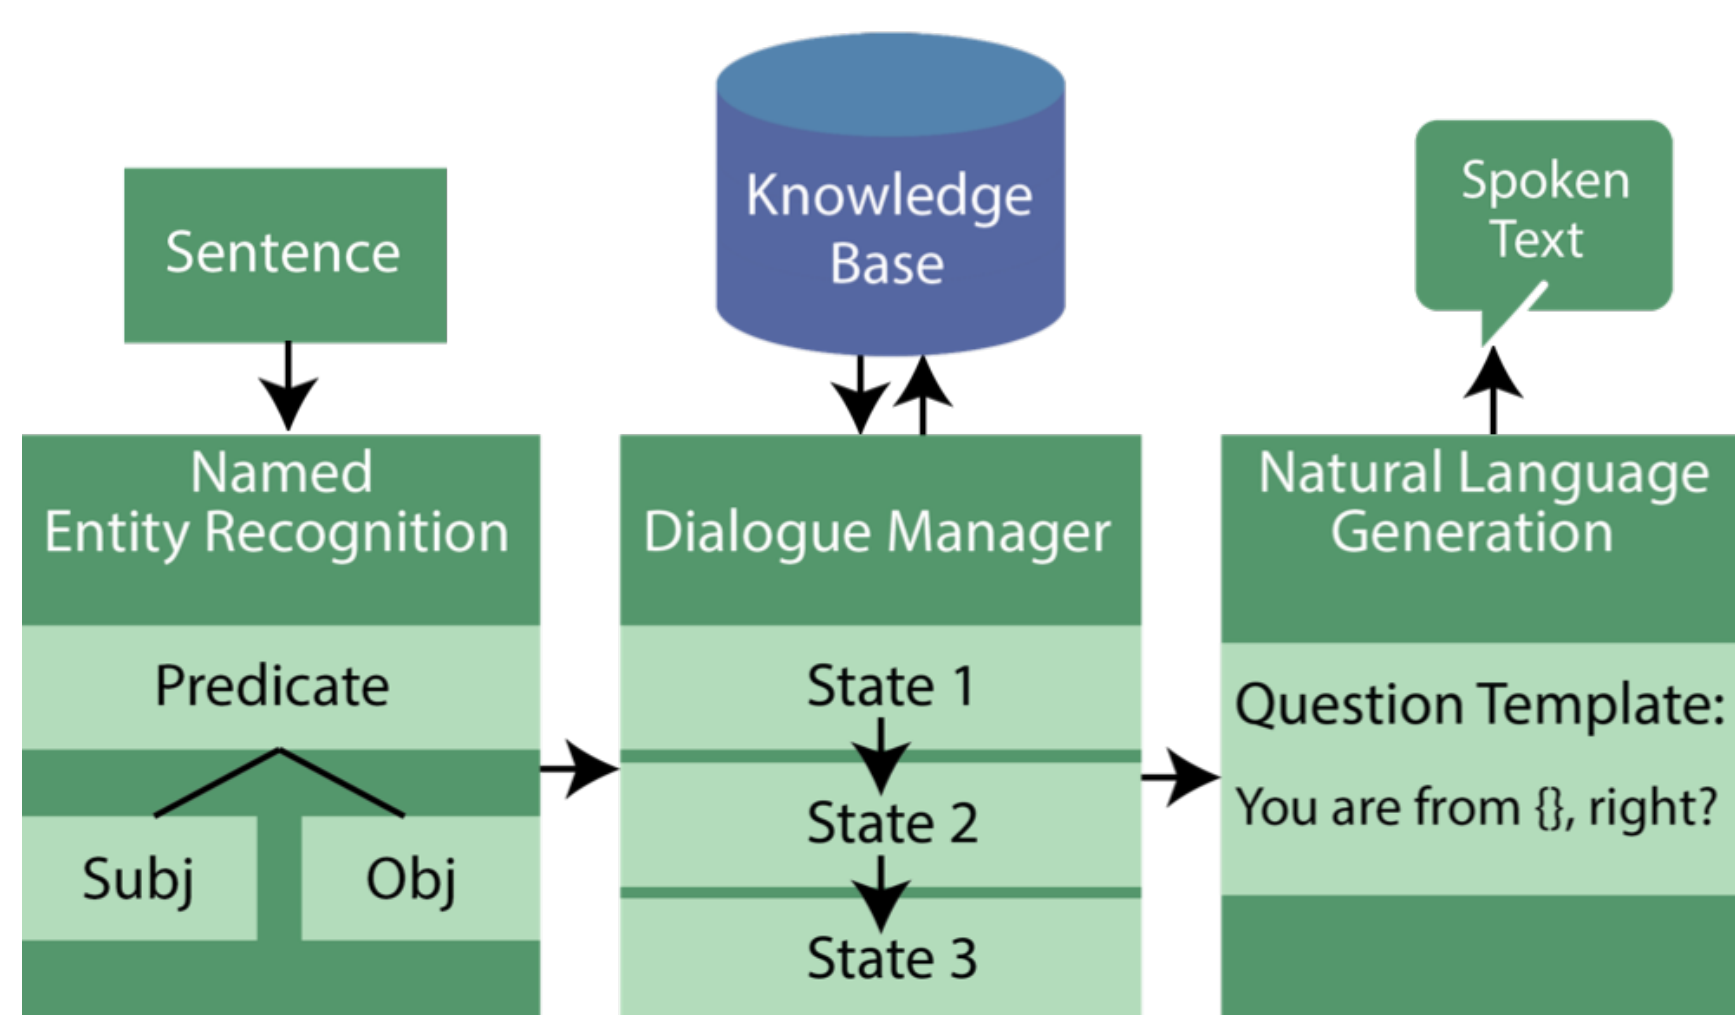 Sentence
Named
Entity Recognition
Predicate
Subj
Obj
Knowledge
Base
Dialogue Manager
State 1
State 2
State 3
Spoken
Text
Natural Language
Generation
Question Template:
You are from {}, right?